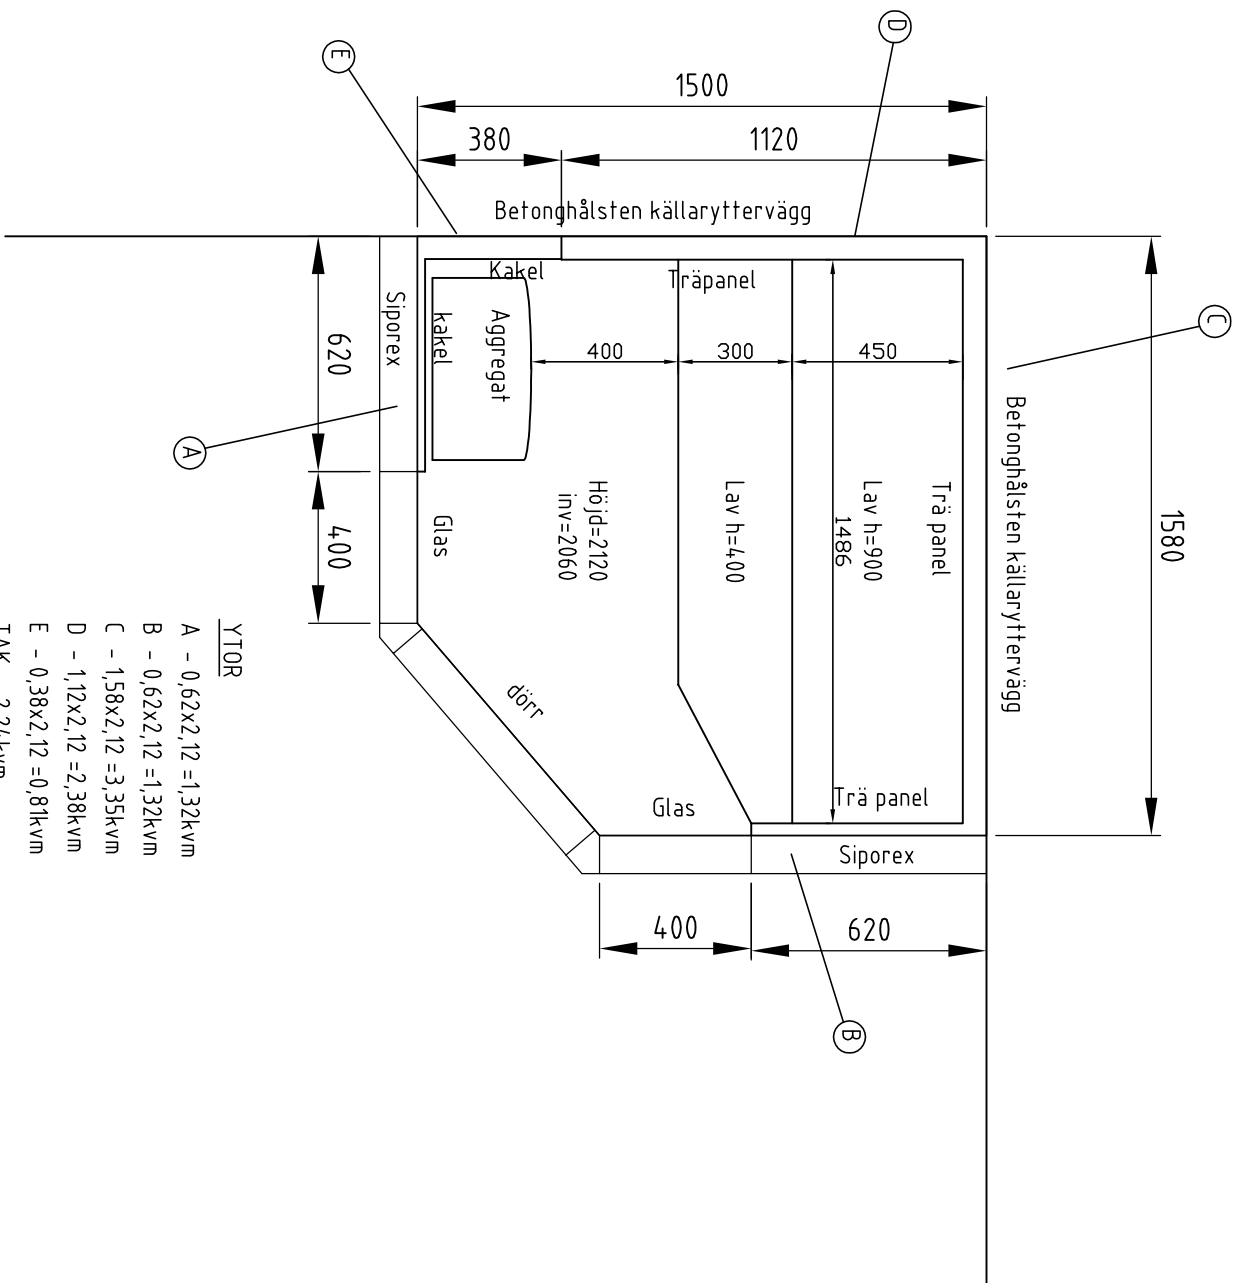 D
E
1500
380
1120
Betonghålsten källaryttervägg
C
Kakel
Träpanel
Siporex
kakel
Aggregat
620
400
300
450
1580
Betonghålsten källaryttervägg
A
400
Glas
Höjd=2120
inv=2060
Lav h=400
1486
Lav h=900
Trä panel
dörr
Glas
Trä panel
Siporex
400
620
B
YTOR
A - 0,62x2,12 =1,32kvm
B - 0,62x2,12 =1,32kvm
C - 1,58x2,12 =3,35kvm
D - 1,12x2,12 =2,38kvm
E - 0,38x2,12 =0,81kvm
TAK 2,24kvm